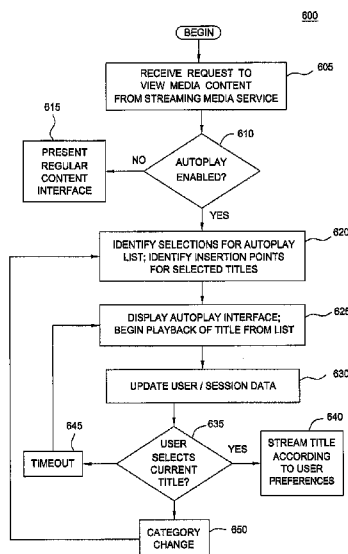 600
BEGIN
RECEIVE REQUEST TO
VIEW MEDIA CONTENT
FROM STREAMING MEDIA SERVICE
605
615
610
PRESENT
REGULAR
CONTENT
INTERFACE
NO
AUTOPLAY
ENABLED?
YES
620
IDENTIFY SELECTIONS FOR AUTOPLAY
LIST; IDENTIFY INSERTION POINTS
FOR SELECTED TITLES
625
DISPLAY AUTOPLAY INTERFACE;
BEGIN PLAYBACK OF TITLE FROM LIST
630
UPDATE USER / SESSION DATA
645
635
640
TIMEOUT
USER
SELECTS
CURRENT
TITLE?
YES
STREAM TITLE
ACCORDING
TO USER
PREFERENCES
CATEGORY
CHANGE
650